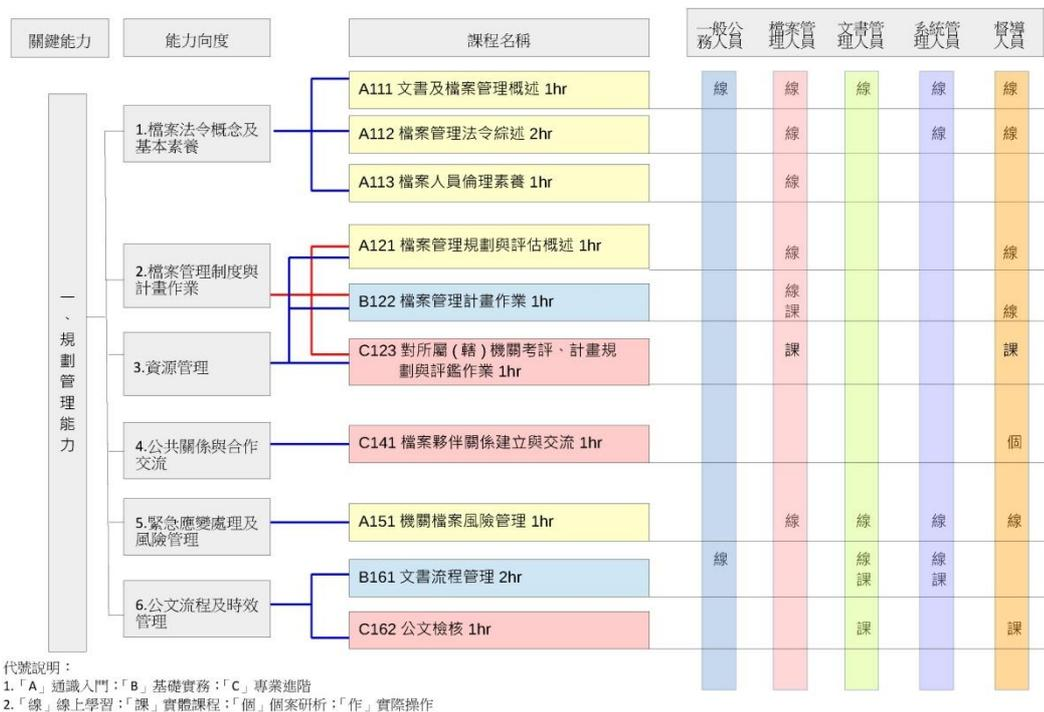 關鍵能力
能力向度
課程名稱
一般公
務人員
檔案管
理人員
文書管
理人員
系統管
理人員
督導
人員
一、規劃管理能力
1.檔案法令概念及
基本素養
A111 文書及檔案管理概述 1hr
線 線 線 線 線
A112 檔案管理法令綜述 2hr
線 線 線
A113 檔案人員倫理素養 1hr
線
2.檔案管理制度與
計畫作業
A121 檔案管理規劃與評估概述 1hr
線 線
B122 檔案管理計畫作業 1hr
線
課 線
3.資源管理
C123 對所屬 ( 轄 ) 機關考評、計畫規
劃與評鑑作業 1hr
課 課
4.公共關係與合作
交流
C141 檔案夥伴關係建立與交流 1hr
個
5.緊急應變處理及
風險管理
A151 機關檔案風險管理 1hr
線 線 線 線
6.公文流程及時效
管理
B161 文書流程管理 2hr
線 線 線
課 課
C162 公文檢核 1hr
課 課
代號說明：
1.「A」通識入門；「B」基礎實務；「C」專業進階
2.「線」線上學習；「課」實體課程；「個」個案研析；「作」實際操作